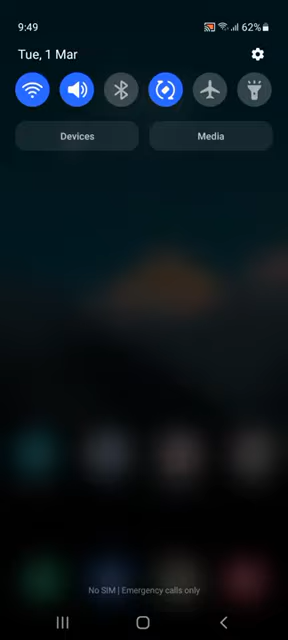 9:49
62%
Tue, 1 Mar
Devices
Media
No SIM | Emergency calls only